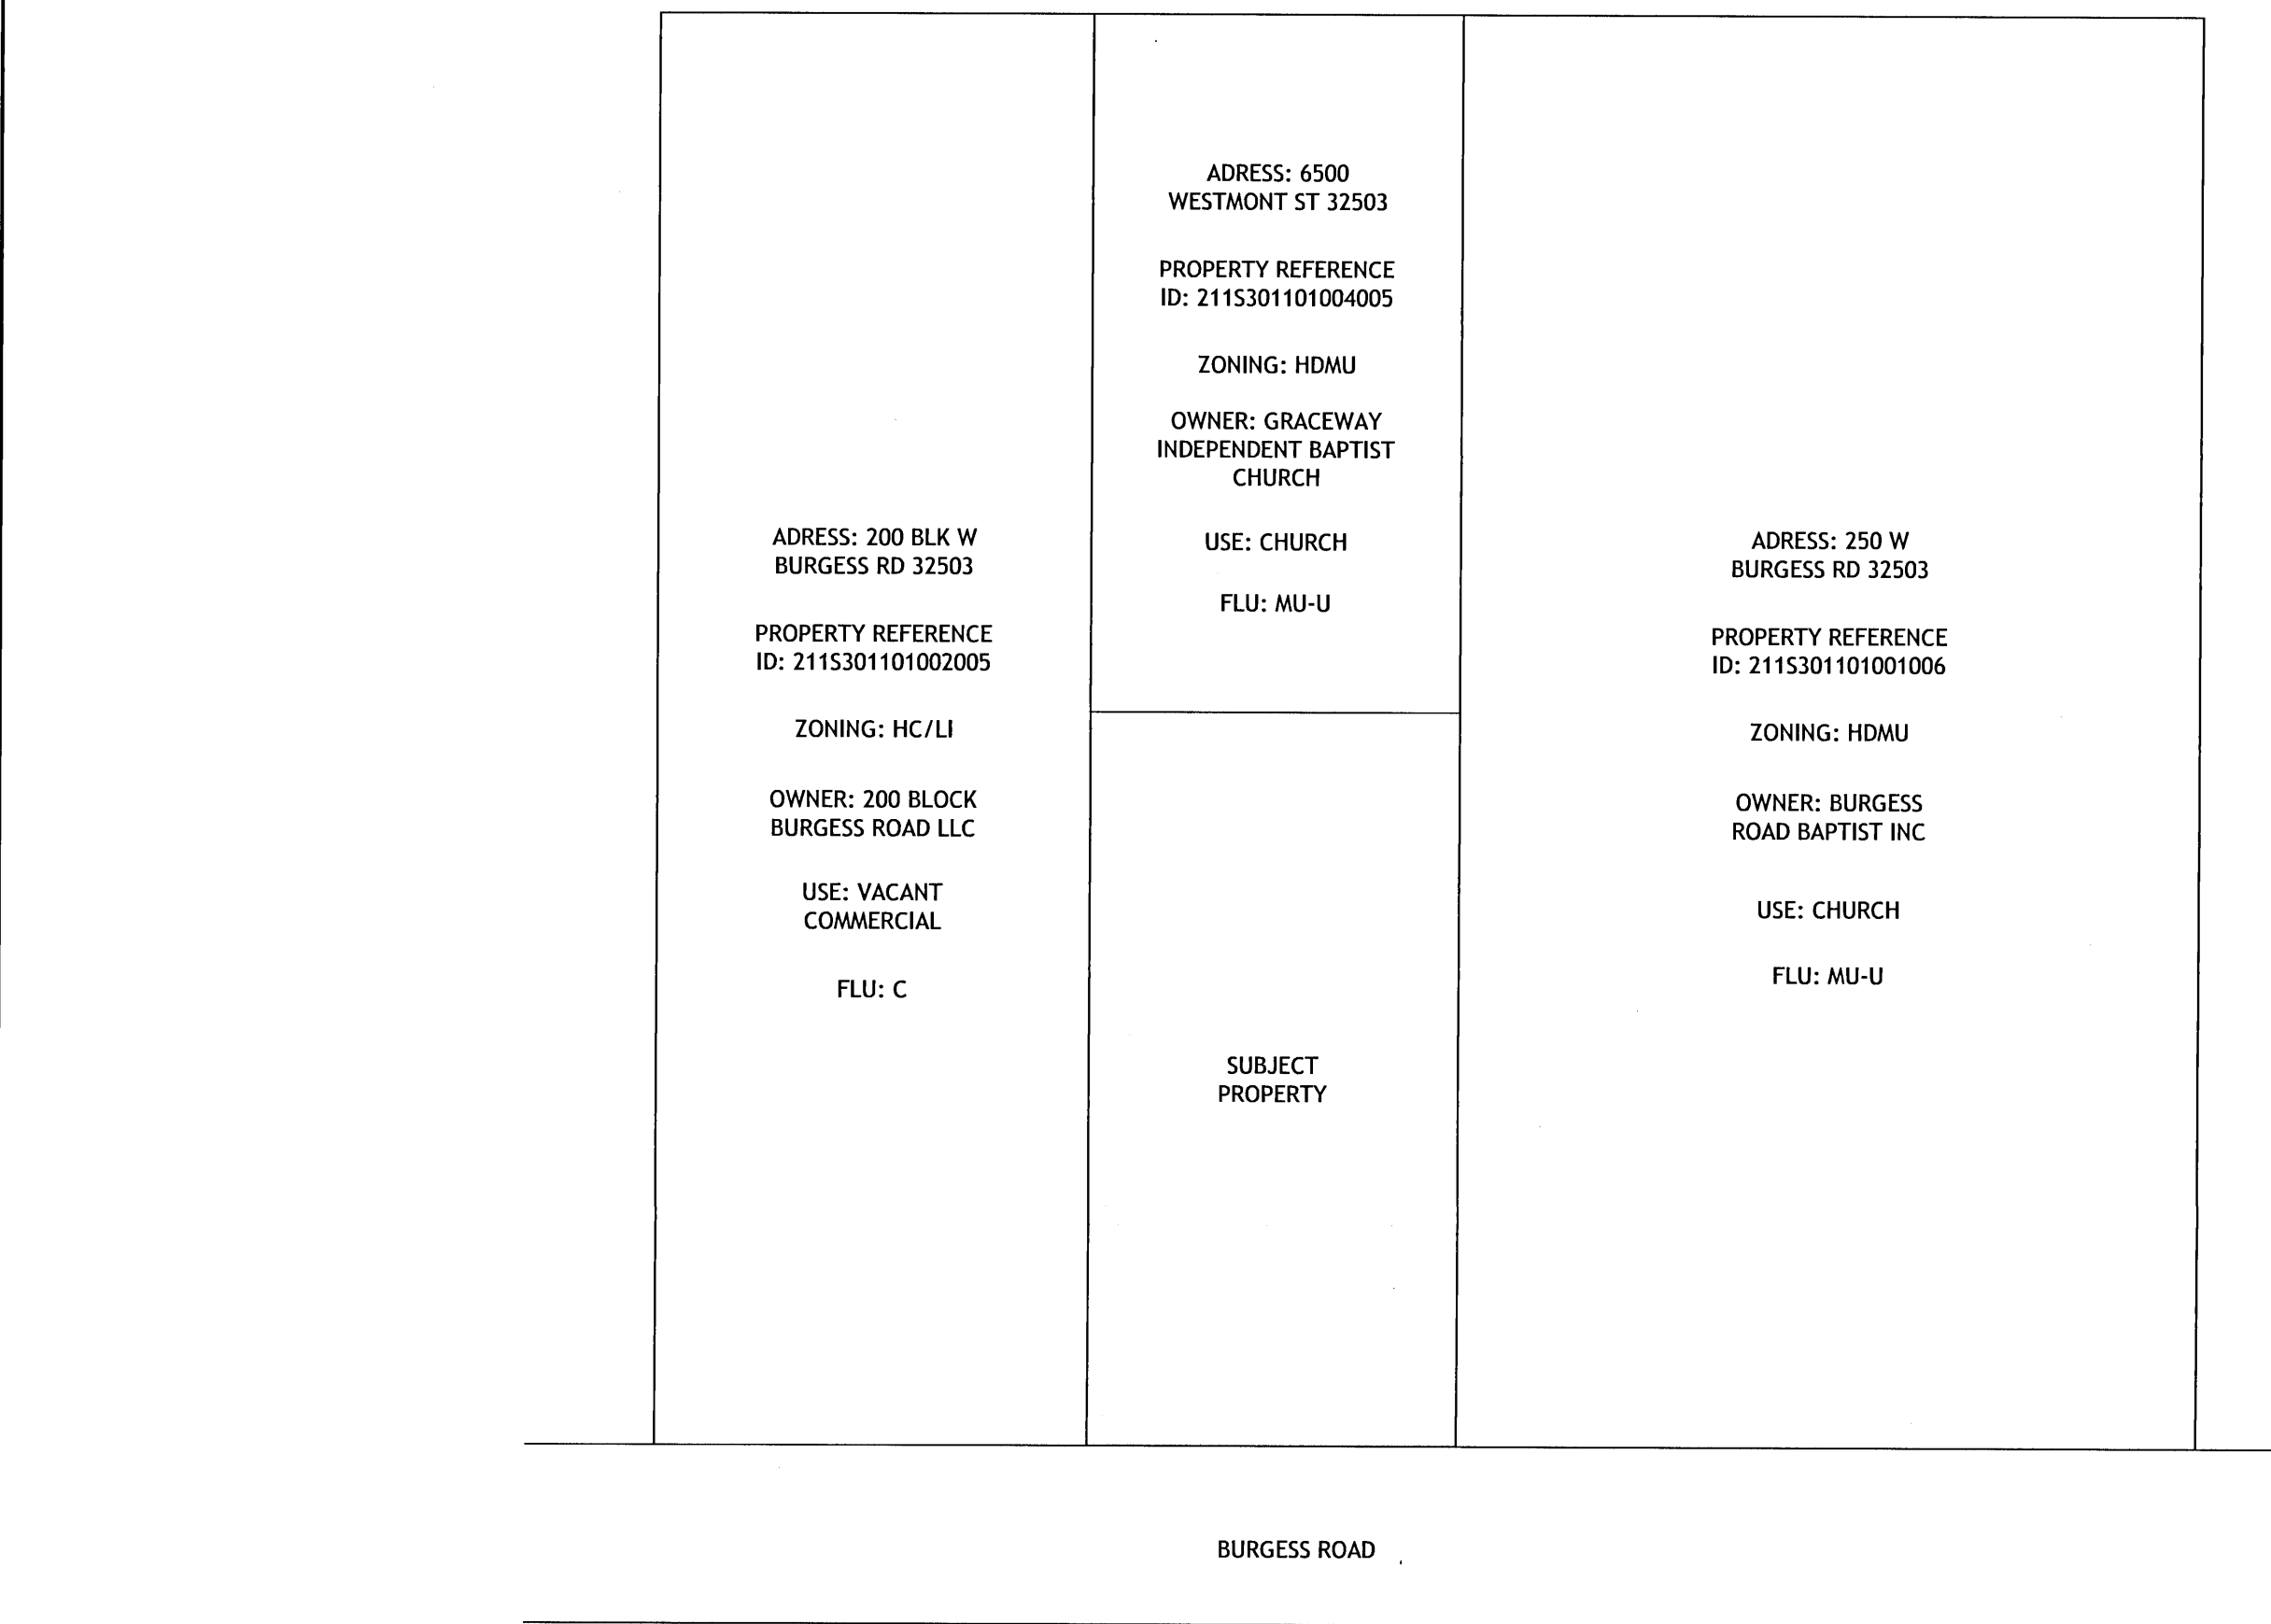 ADRESS: 200 BLK W
BURGESS RD 32503
PROPERTY REFERENCE
ID: 211S301101002005
ZONING: HC/LI
OWNER: 200 BLOCK
BURGESS ROAD LLC
USE: VACANT
COMMERCIAL
FLU: C
ADRESS: 6500
WESTMONT ST 32503
PROPERTY REFERENCE
ID: 211S301101004005
ZONING: HDMU
OWNER: GRACEWAY
INDEPENDENT BAPTIST
CHURCH
USE: CHURCH
FLU: MU-U
SUBJECT
PROPERTY
ADRESS: 250 W
BURGESS RD 32503
PROPERTY REFERENCE
ID: 211S301101001006
ZONING: HDMU
OWNER: BURGESS
ROAD BAPTIST INC
USE: CHURCH
FLU: MU-U
BURGESS ROAD